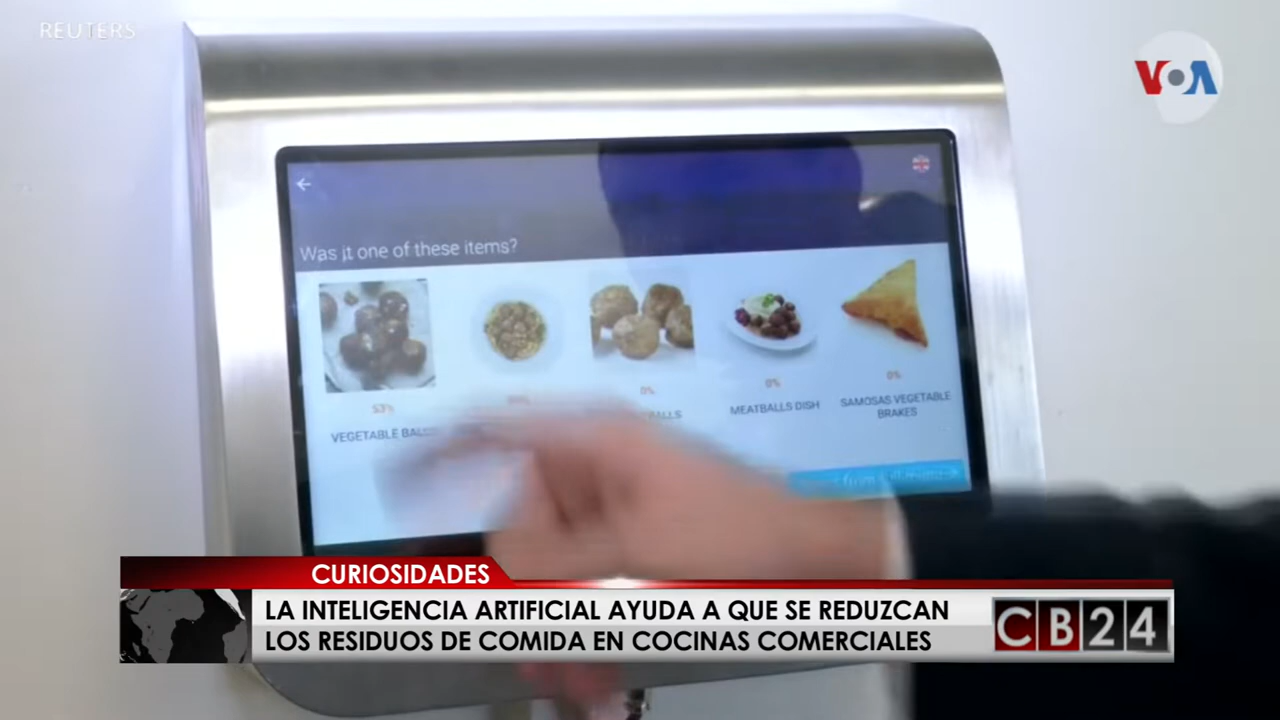 REUTERS
VOA
Was it one of these items?
53%
0%
0%
0%
VEGETABLE BALLS
MEATBALLS DISH
SAMOSAS VEGETABLE
BRAKES
CURIOSIDADES
LA INTELIGENCIA ARTIFICIAL AYUDA A QUE SE REDUZCAN
LOS RESIDUOS DE COMIDA EN COCINAS COMERCIALES
CB24